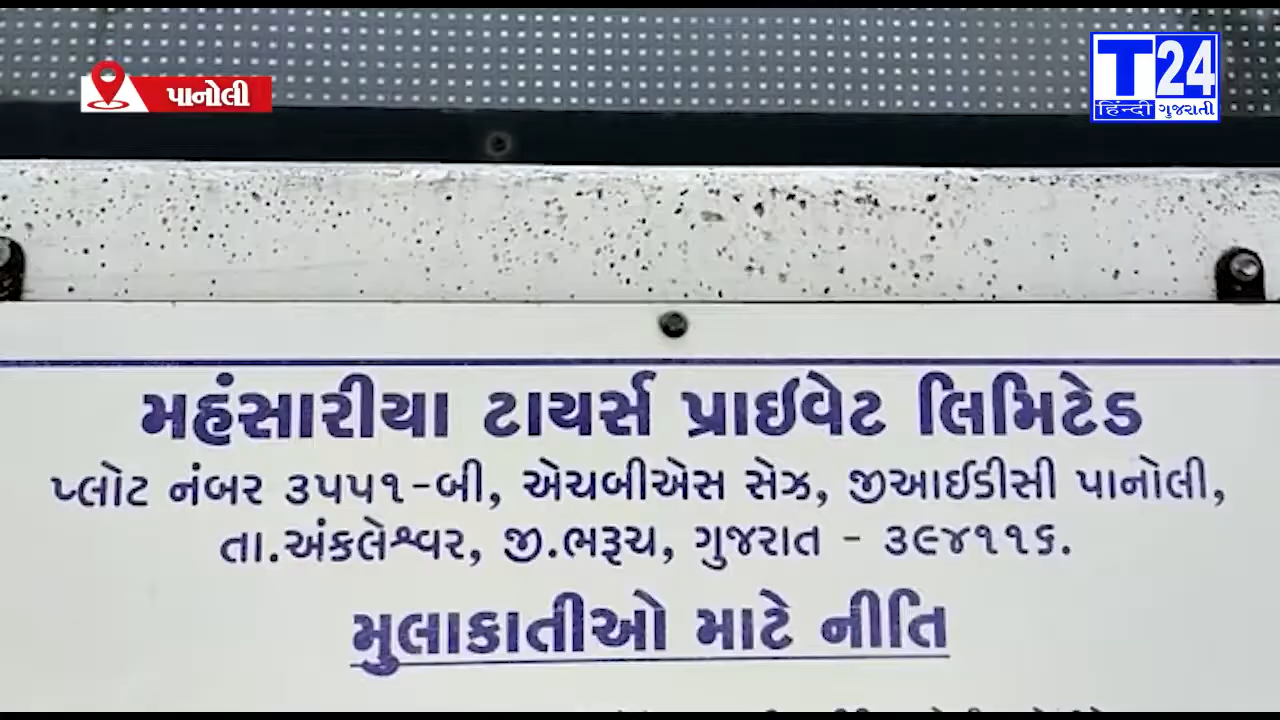 પાનોલી
T24
हिन्दी ગુજરાતી
મહંસારીયા ટાયર્સ પ્રાઇવેટ લિમિટેડ
પ્લોટ નંબર ૩૫૫૧-બી, એચબીએસ સેઝ, જીઆઈડીસી પાનોલી,
તા.અંકલેશ્વર, જી.ભરૂચ, ગુજરાત - ૩૯૪૧૧૬.
મુલાકાતીઓ માટે નીતિ